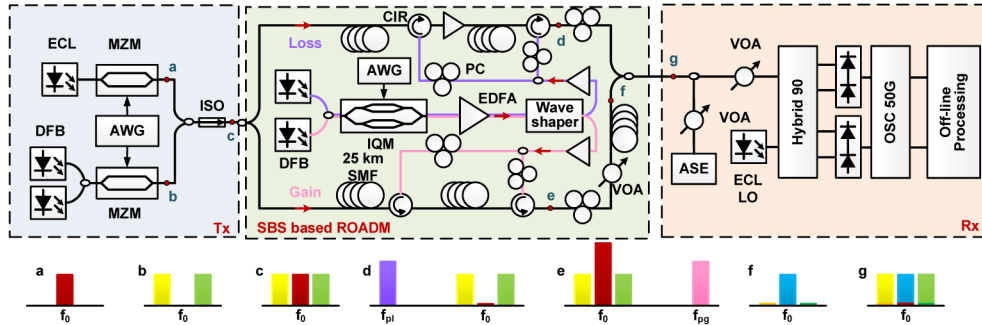 ECL
MZM
a
AWG
ISO
c
DFB
MZM
b
Tx
Loss
CIR
d
AWG
PC
DFB
IQM
EDFA
Wave
shaper
f
25 km
SMF
Gain
e
VOA
SBS based ROADM
g
VOA
VOA
ASE
ECL
LO
Hybrid 90
OSC 50G
Off-line
Processing
Rx
a
f0
b
f0
c
f0
d
fpl
f0
e
f0
fpg
f
f0
g
f0